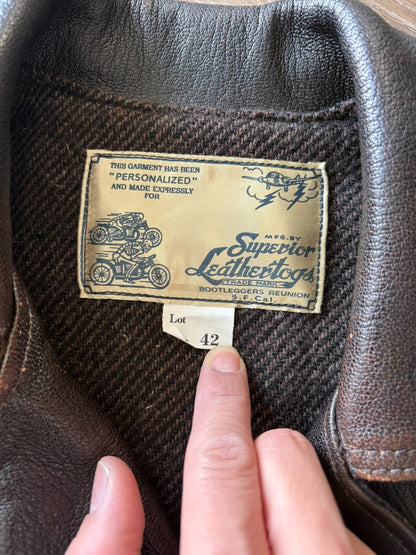 THIS GARMENT HAS BEEN
"PERSONALIZED"
AND MADE EXPRESSLY
FOR
MFG. BY
Superior
Leathertogs
TRADE MARK
BOOTLEGGERS REUNION
S.F. Cal.
Lot
42